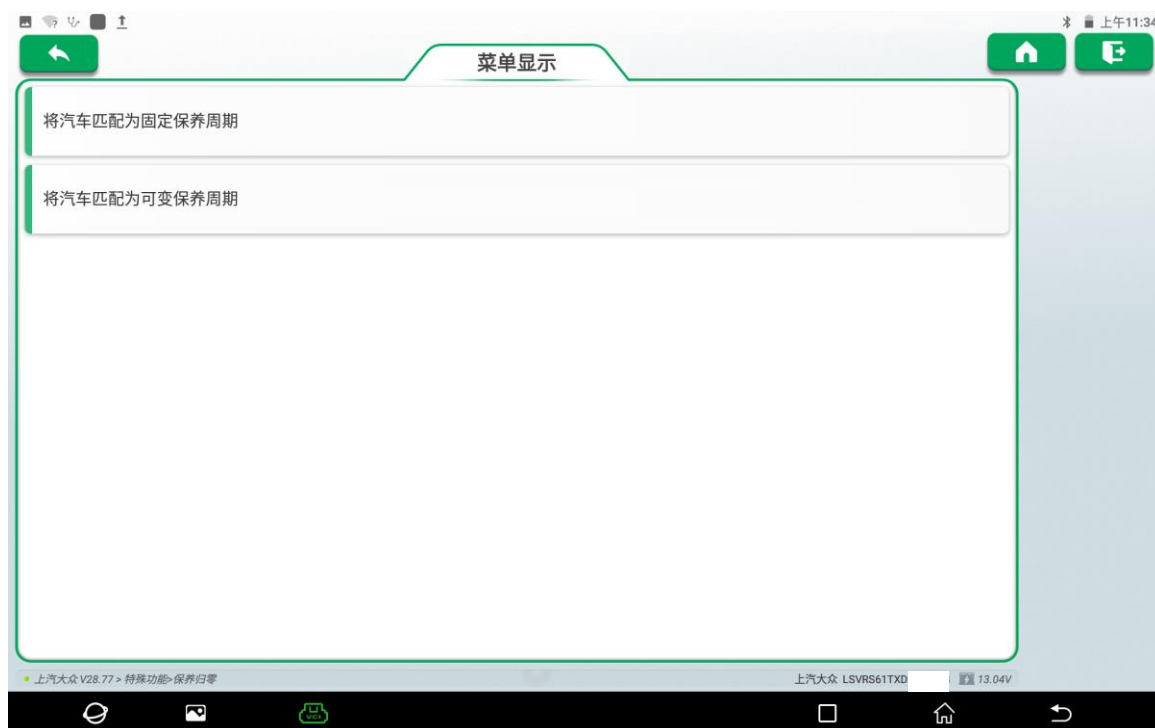 上午11:34
菜单显示
将汽车匹配为固定保养周期
将汽车匹配为可变保养周期
上汽大众 V28.77 > 特殊功能>保养归零
上汽大众 LSVRS61TXD
13.04V
VCI